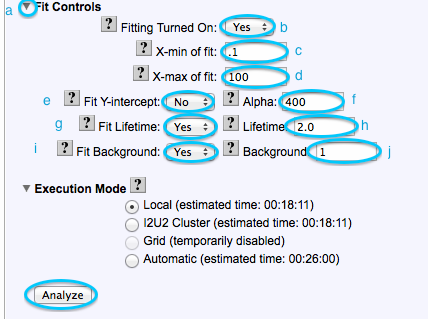 a Fit Controls
? Fitting Turned On: Yes b
? X-min of fit: .1 c
? X-max of fit: 100 d
e ? Fit Y-intercept: No ? Alpha: 400 f
g ? Fit Lifetime: Yes ? Lifetime: 2.0 h
i ? Fit Background: Yes ? Background: 1 j
Execution Mode ?
Local (estimated time: 00:18:11)
I2U2 Cluster (estimated time: 00:18:11)
Grid (temporarily disabled)
Automatic (estimated time: 00:26:00)
Analyze